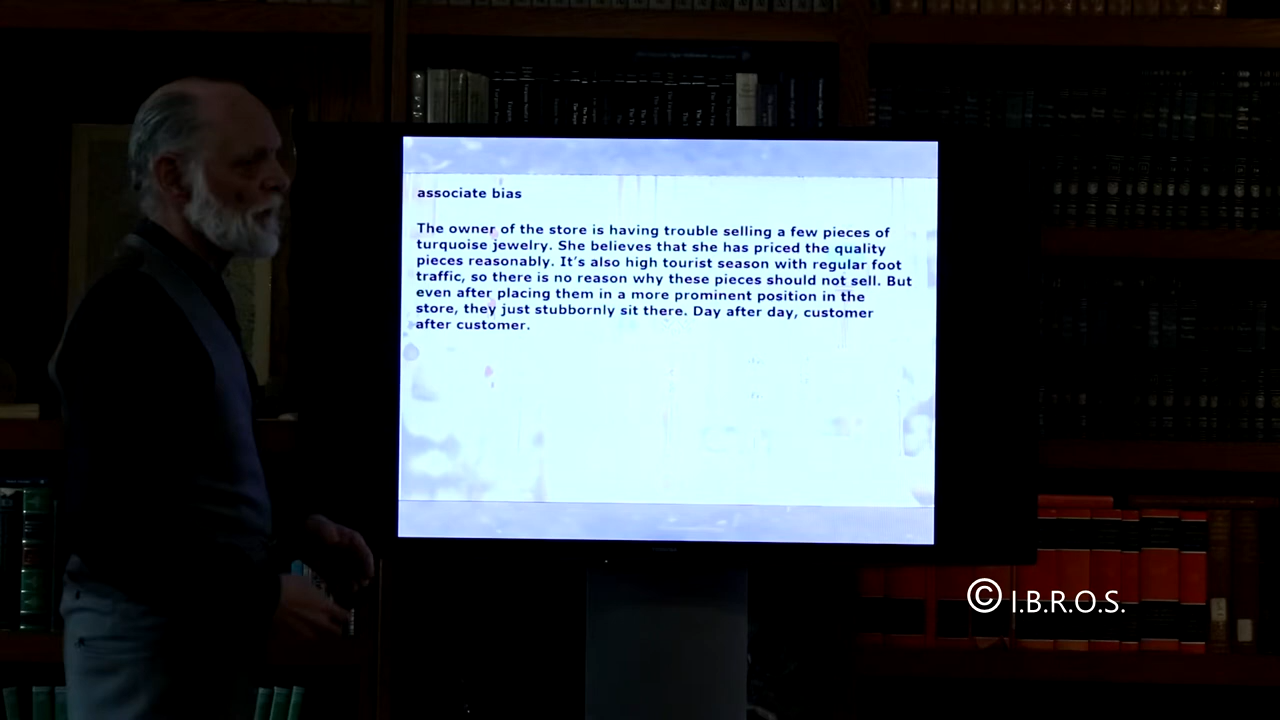 associate bias
The owner of the store is having trouble selling a few pieces of
turquoise jewelry. She believes that she has priced the quality
pieces reasonably. It's also high tourist season with regular foot
traffic, so there is no reason why these pieces should not sell. But
even after placing them in a more prominent position in the
store, they just stubbornly sit there. Day after day, customer
after customer.
© I.B.R.O.S.